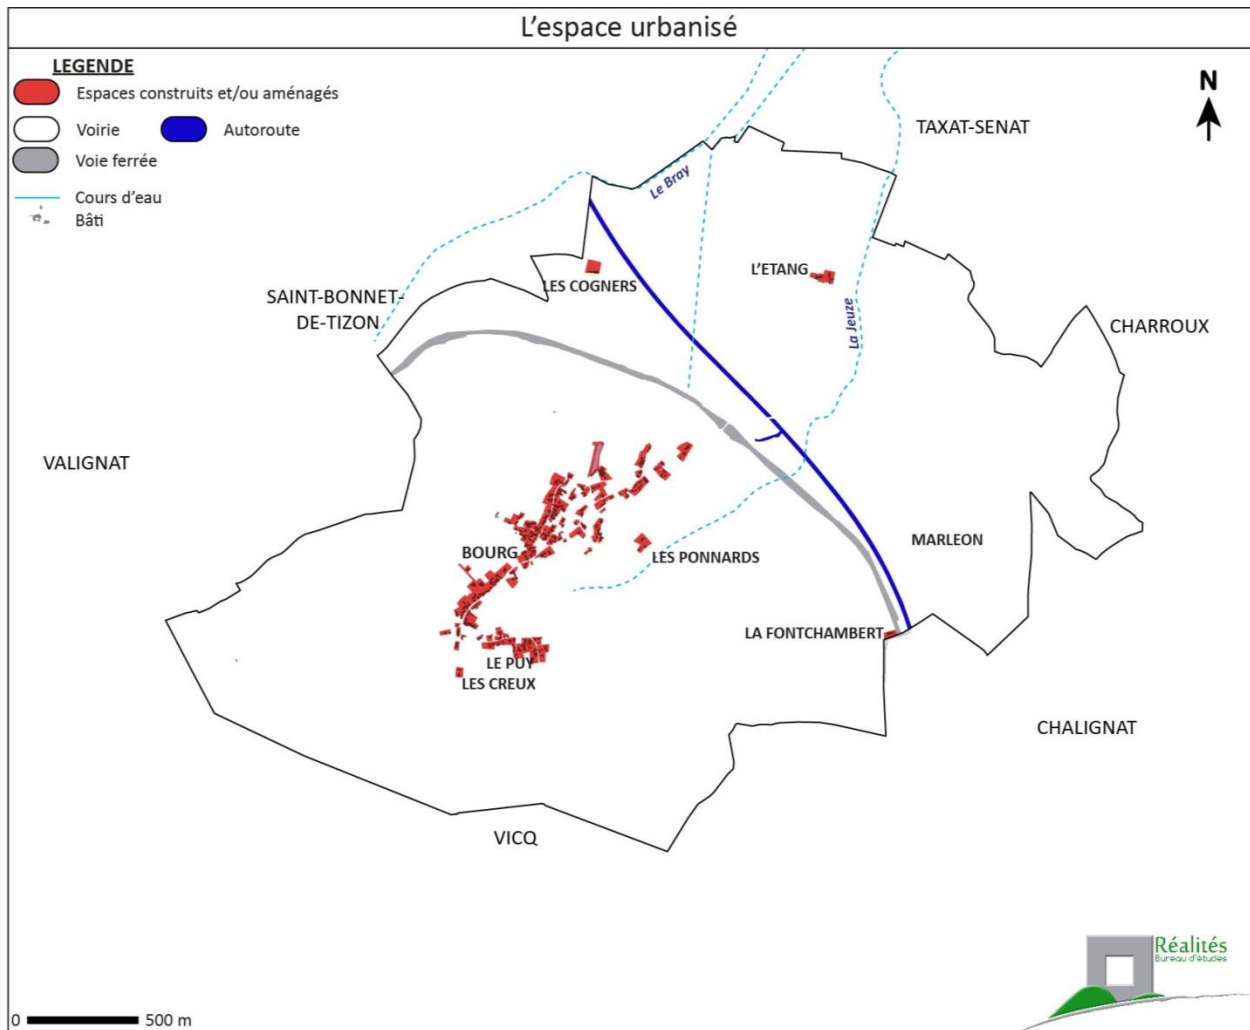 L'espace urbanisé
LEGENDE
Espaces construits et/ou aménagés
Voirie
Autoroute
Voie ferrée
Cours d'eau
Bâti
N
TAXAT-SENAT
Le Bray
L'ETANG
LES COGNERS
SAINT-BONNET-
DE-TIZON
La Jeuze
CHARROUX
VALIGNAT
MARLEON
BOURG
LES PONNARDS
LA FONTCHAMBERT
LE PUY
LES CREUX
CHALIGNAT
VICQ
Réalités
Bureau d'études
0 500 m